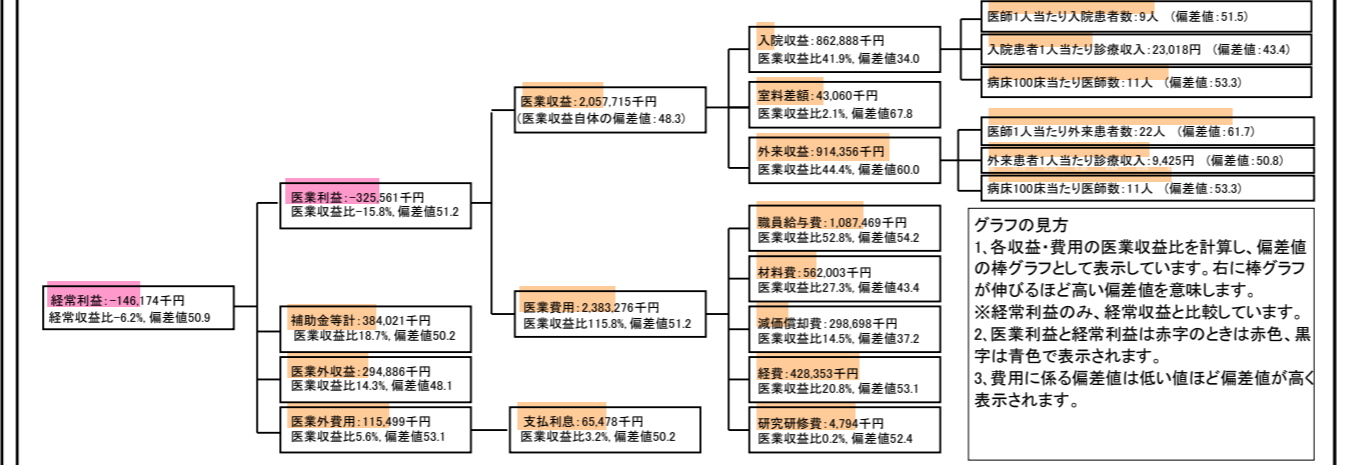 経常利益:-146,174千円
経常収益比-6.2%, 偏差値50.9
医業利益:-325,561千円
医業収益比-15.8%, 偏差値51.2
補助金等計:384,021千円
医業収益比18.7%, 偏差値50.2
医業外収益:294,886千円
医業収益比14.3%, 偏差値48.1
医業外費用:115,499千円
医業収益比5.6%, 偏差値53.1
医業収益:2,057,715千円
(医業収益自体の偏差値:48.3)
医業費用:2,383,276千円
医業収益比115.8%, 偏差値51.2
支払利息:65,478千円
医業収益比3.2%, 偏差値50.2
入院収益:862,888千円
医業収益比41.9%, 偏差値34.0
室料差額:43,060千円
医業収益比2.1%, 偏差値67.8
外来収益:914,356千円
医業収益比44.4%, 偏差値60.0
職員給与費:1,087,469千円
医業収益比52.8%, 偏差値54.2
材料費:562,003千円
医業収益比27.3%, 偏差値43.4
減価償却費:298,698千円
医業収益比14.5%, 偏差値37.2
経費:428,353千円
医業収益比20.8%, 偏差値53.1
研究研修費:4,794千円
医業収益比0.2%, 偏差値52.4
医師1人当たり入院患者数:9人 (偏差値:51.5)
入院患者1人当たり診療収入:23,018円 (偏差値:43.4)
病床100床当たり医師数:11人 (偏差値:53.3)
医師1人当たり外来患者数:22人 (偏差値:61.7)
外来患者1人当たり診療収入:9,425円 (偏差値:50.8)
病床100床当たり医師数:11人 (偏差値:53.3)
グラフの見方
1、各収益・費用の医業収益比を計算し、偏差値
の棒グラフとして表示しています。右に棒グラフ
が伸びるほど高い偏差値を意味します。
※経常利益のみ、経常収益と比較しています。
2、医業利益と経常利益は赤字のときは赤色、黒
字は青色で表示されます。
3、費用に係る偏差値は低い値ほど偏差値が高く
表示されます。